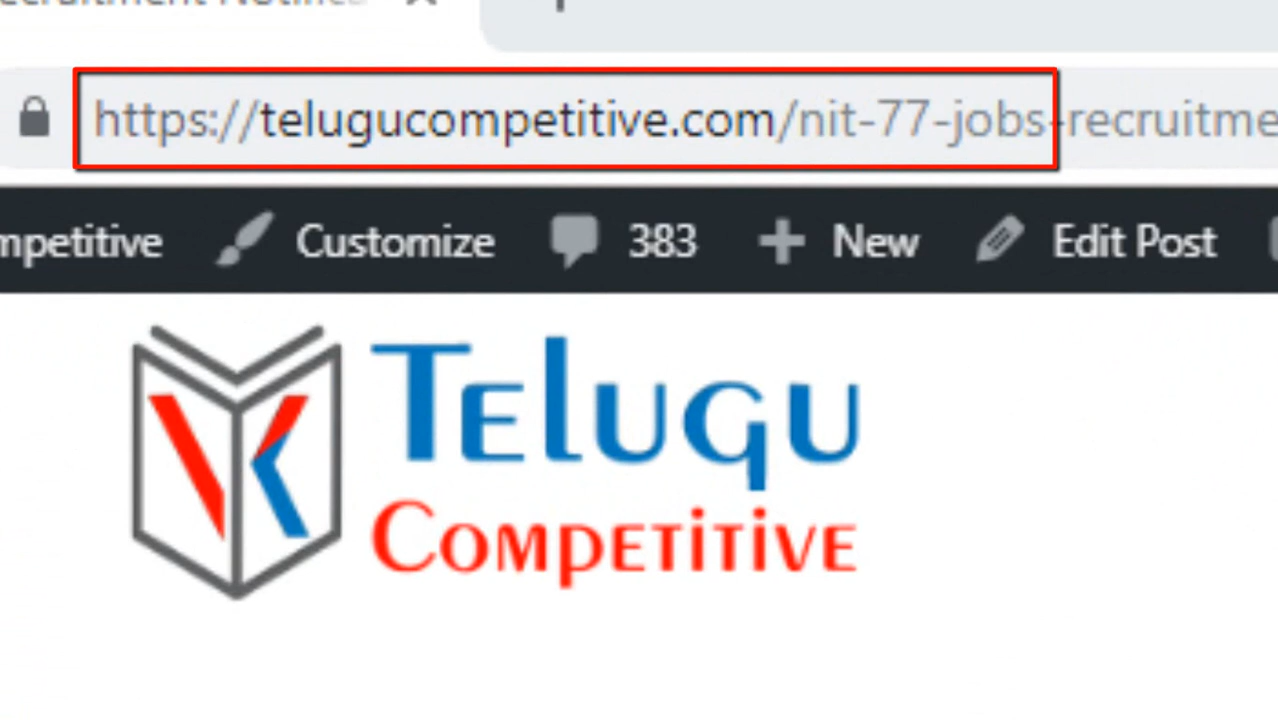 https://telugucompetitive.com/nit-77-jobs-recruitme
mpetitive Customize 383 New Edit Post
Telugu
Competitive